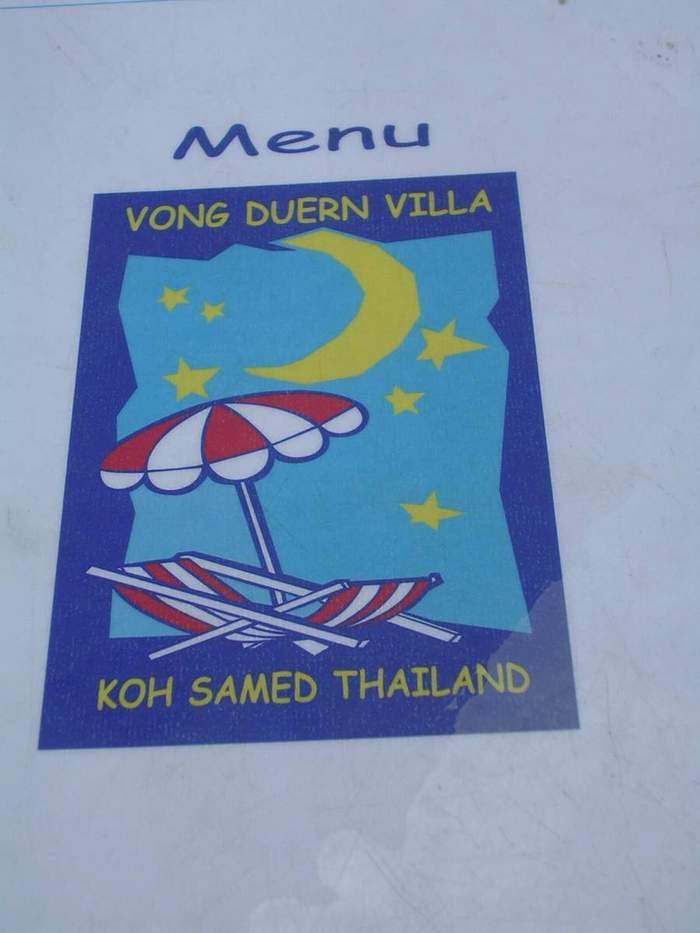 Menu
VONG DUERN VILLA
KOH SAMED THAILAND